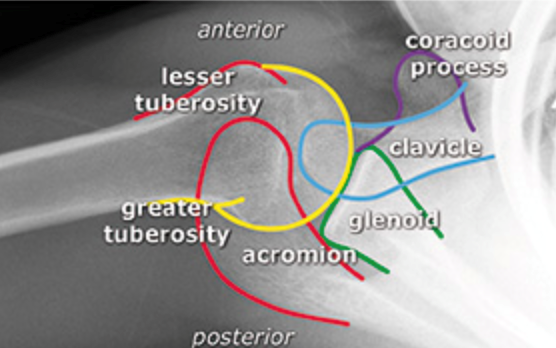 anterior
coracoid
process
lesser
tuberosity
clavicle
greater
tuberosity
glenoid
acromion
posterior